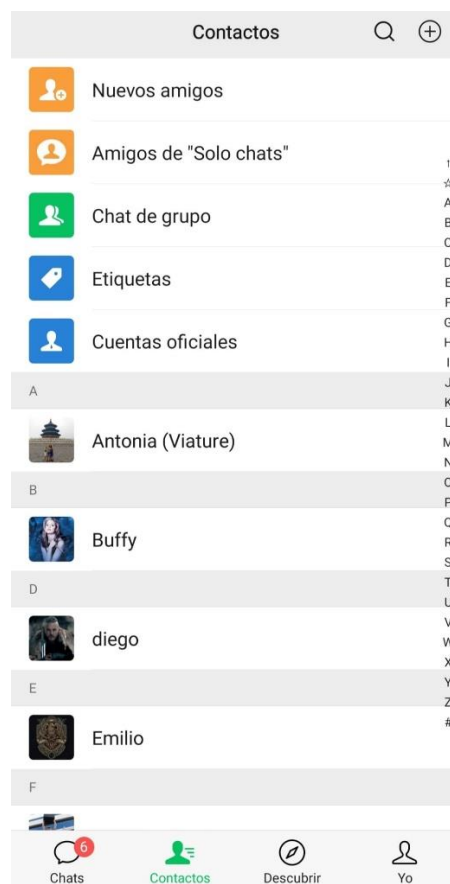 Contactos
Nuevos amigos
Amigos de "Solo chats"
Chat de grupo
Etiquetas
Cuentas oficiales
A
Antonia (Viature)
B
Buffy
D
diego
E
Emilio
F
↑
☆
A
B
C
D
E
F
G
H
I
J
K
L
M
N
O
P
Q
R
S
T
U
V
W
X
Y
Z
#
6
Chats
Contactos
Descubrir
Yo